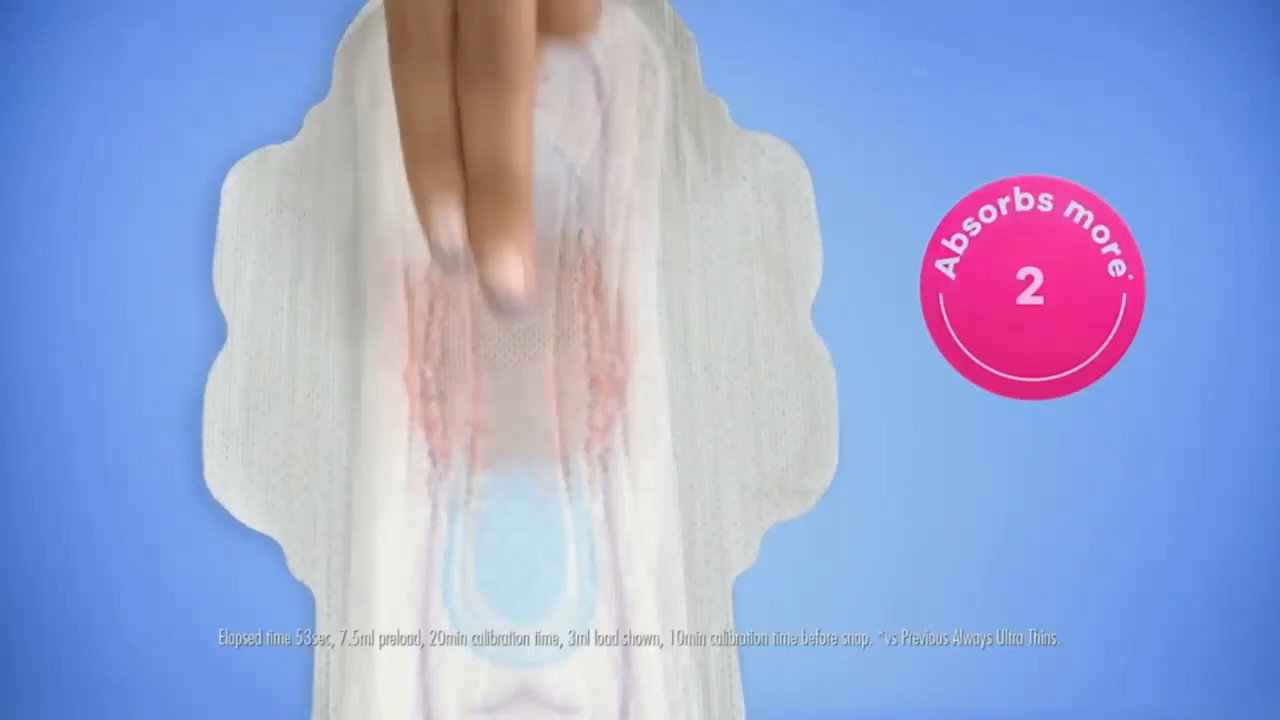 Absorbs more*
2
Elapsed time 53sec, 7.5ml preload, 20min calibration time, 3ml load shown, 10min calibration time before snap. *vs Previous Always Ultra Thins.